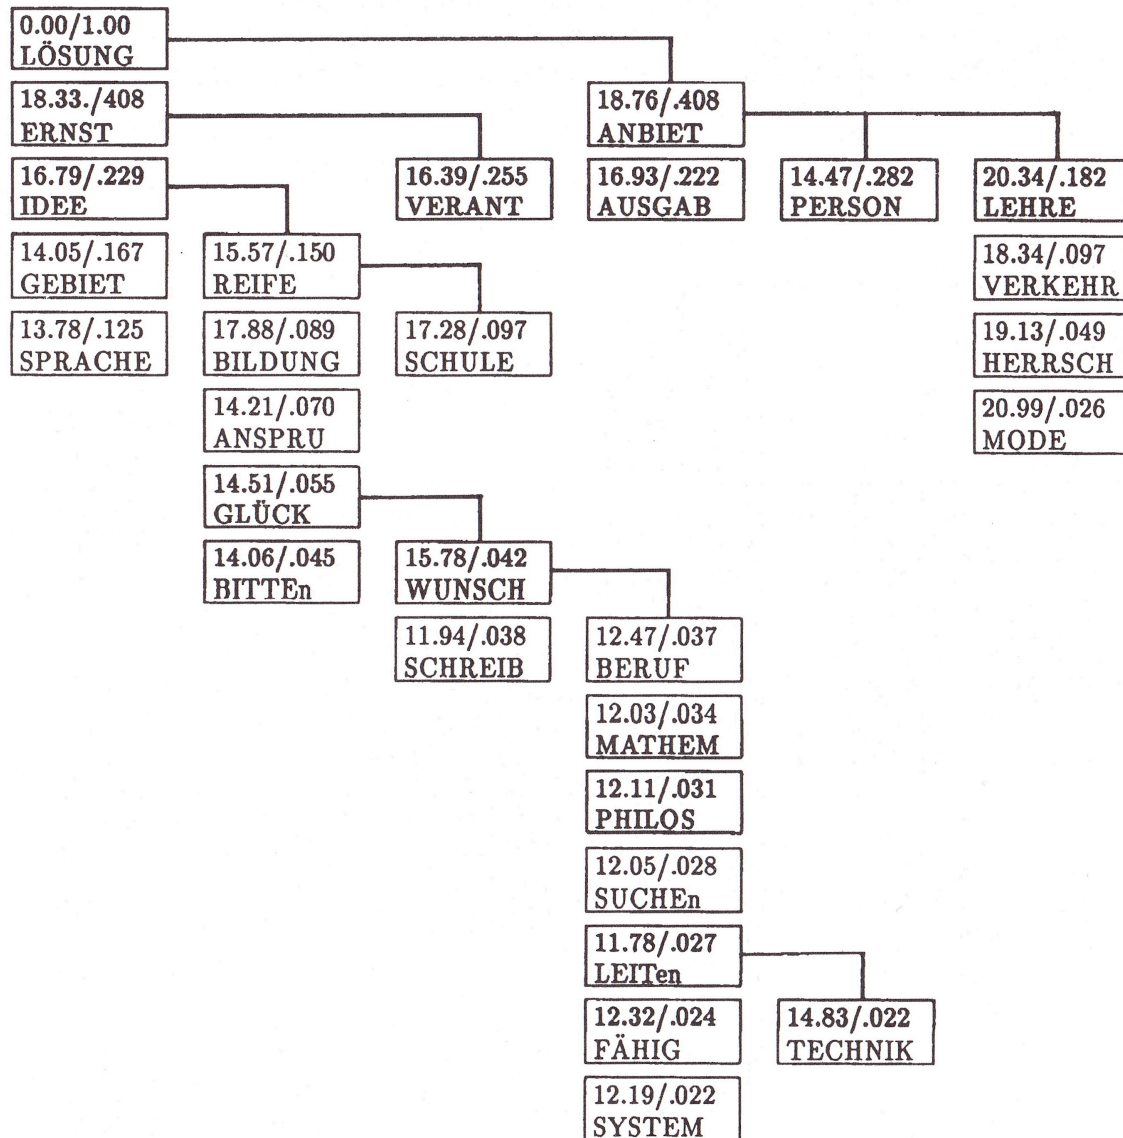 0.00/1.00
LÖSUNG
18.33./408
ERNST
18.76/.408
ANBIET
16.79/.229
IDEE
16.39/.255
VERANT
16.93/.222
AUSGAB
14.47/.282
PERSON
20.34/.182
LEHRE
14.05/.167
GEBIET
15.57/.150
REIFE
18.34/.097
VERKEHR
13.78/.125
SPRACHE
17.88/.089
BILDUNG
17.28/.097
SCHULE
19.13/.049
HERRSCH
14.21/.070
ANSPRU
20.99/.026
MODE
14.51/.055
GLÜCK
14.06/.045
BITTEn
15.78/.042
WUNSCH
11.94/.038
SCHREIB
12.47/.037
BERUF
12.03/.034
MATHEM
12.11/.031
PHILOS
12.05/.028
SUCHEn
11.78/.027
LEITen
12.32/.024
FÄHIG
14.83/.022
TECHNIK
12.19/.022
SYSTEM